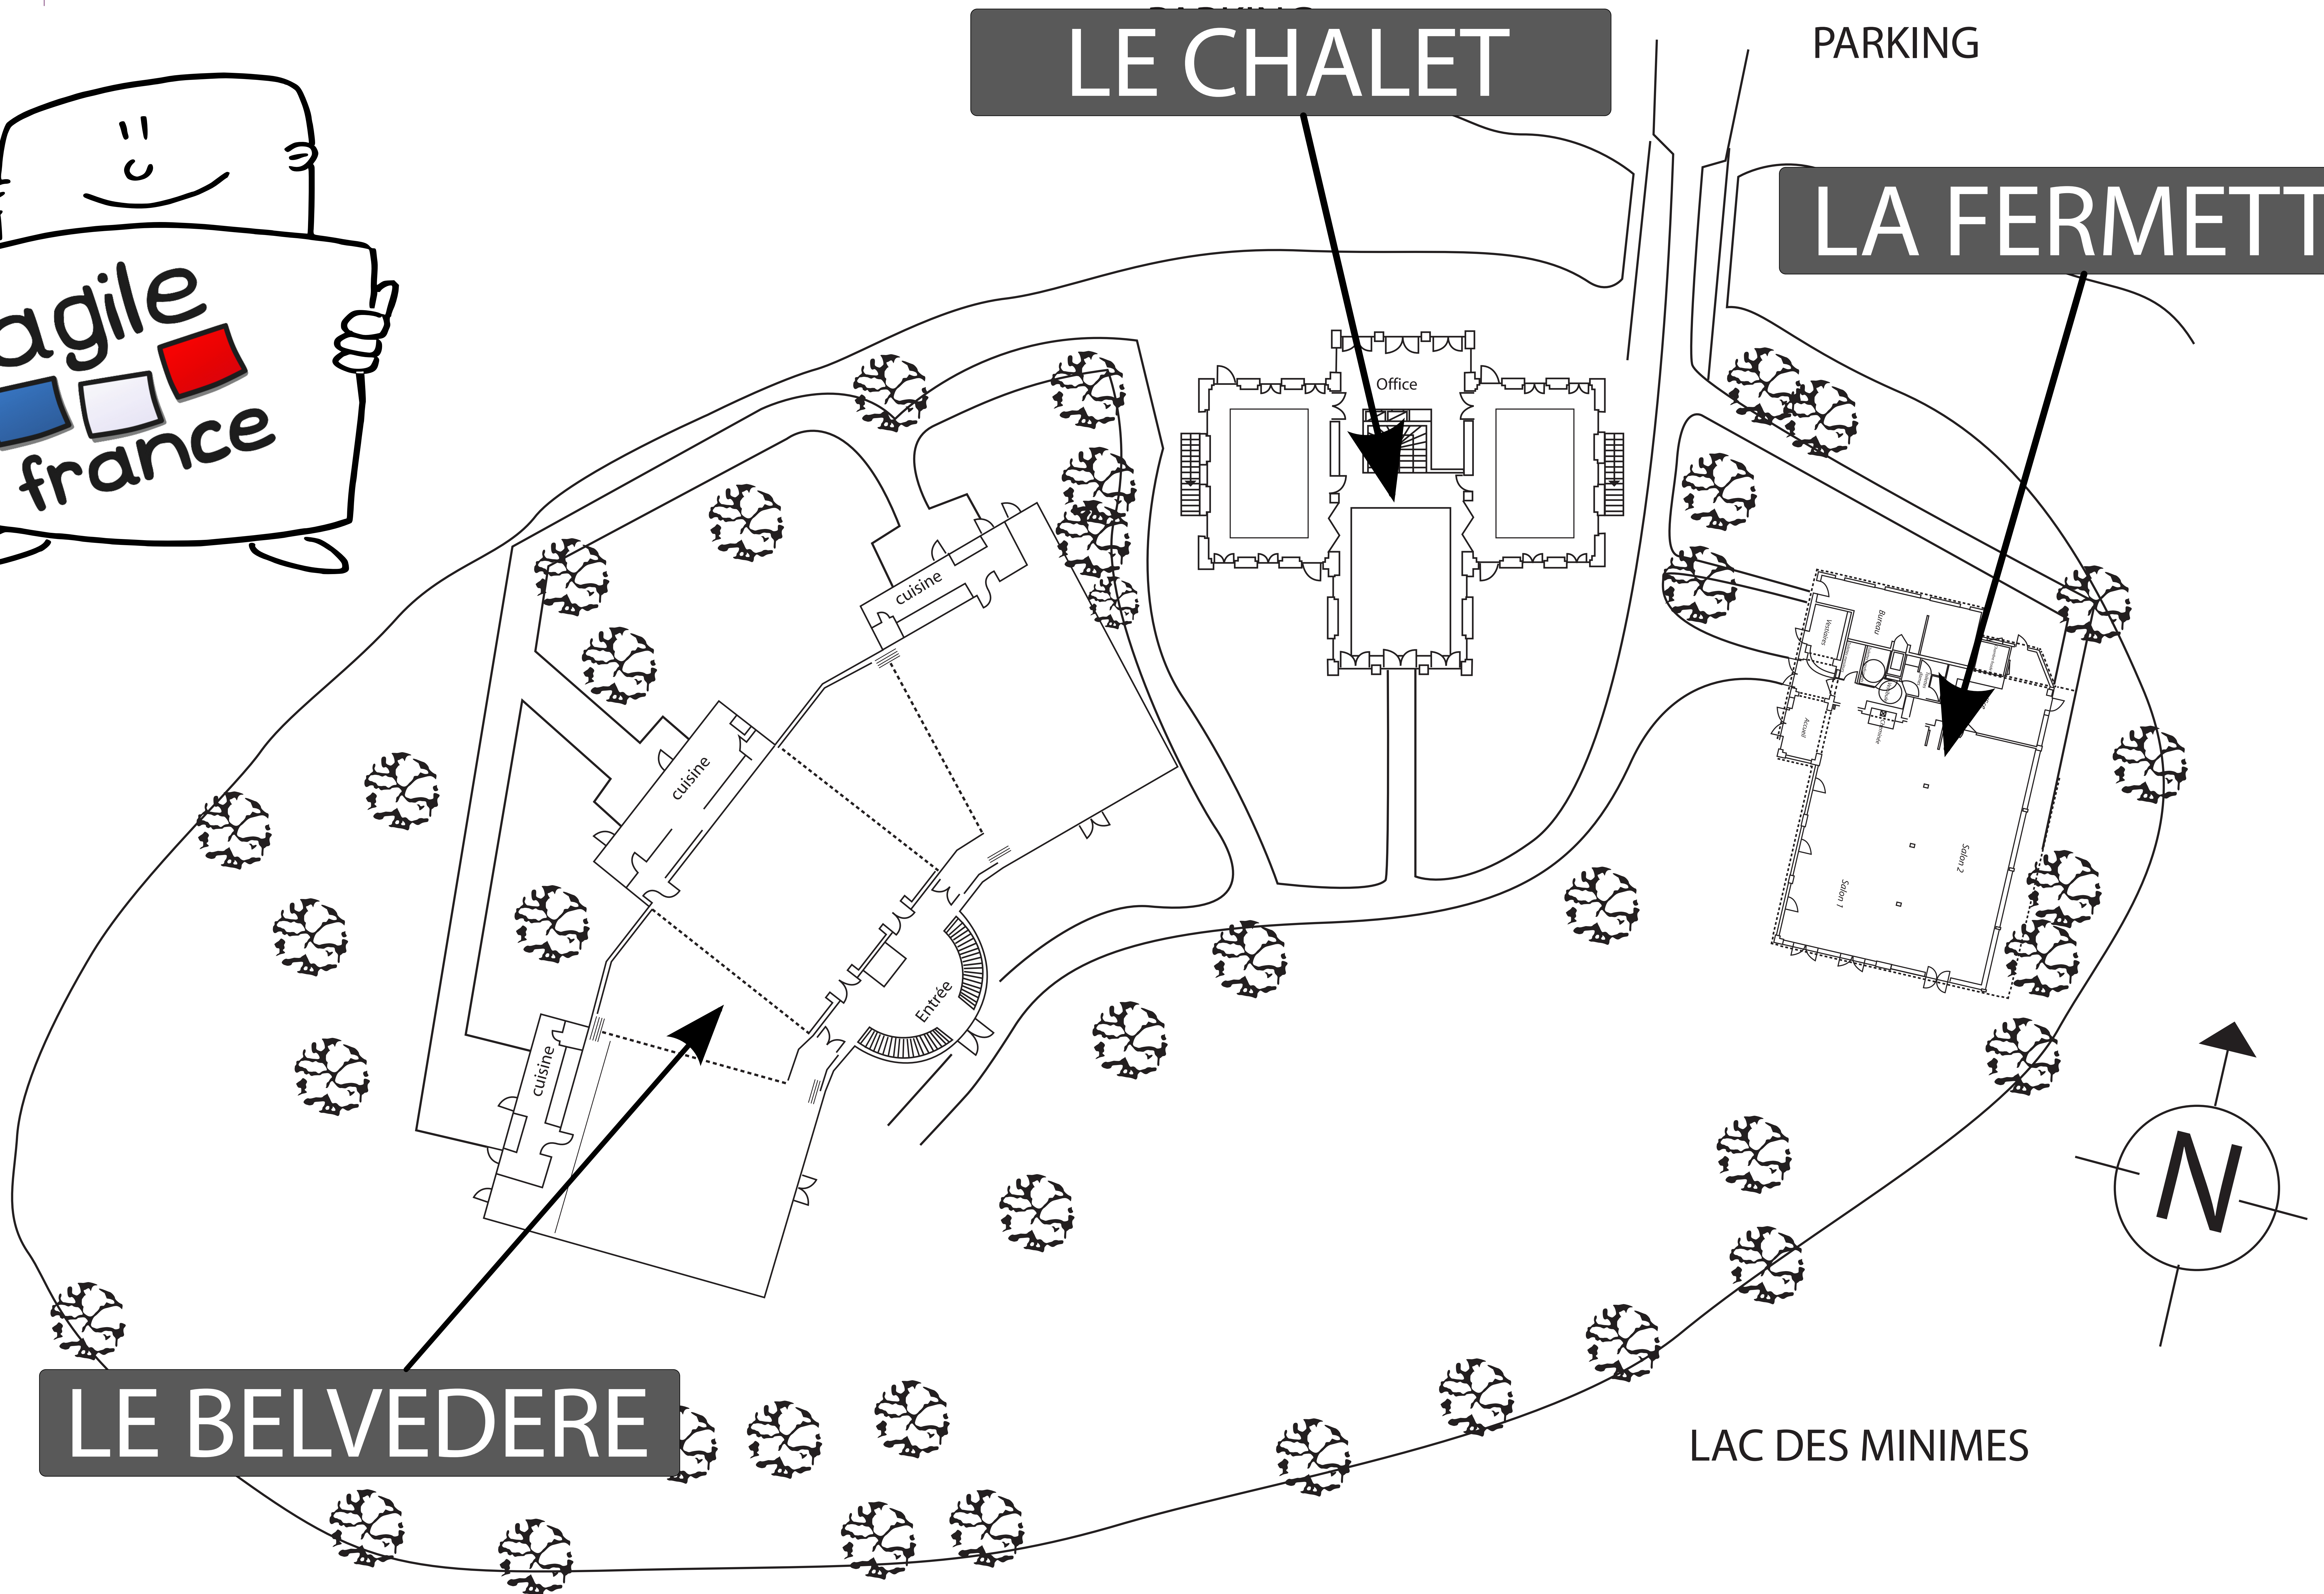 LE CHALET
PARKING
LA FERMETT
agile
france
Office
cuisine
Bureau
Vestiaires
cuisine
Accueil
Salon 2
Salon 1
Entrée
cuisine
N
LE BELVEDERE
LAC DES MINIMES